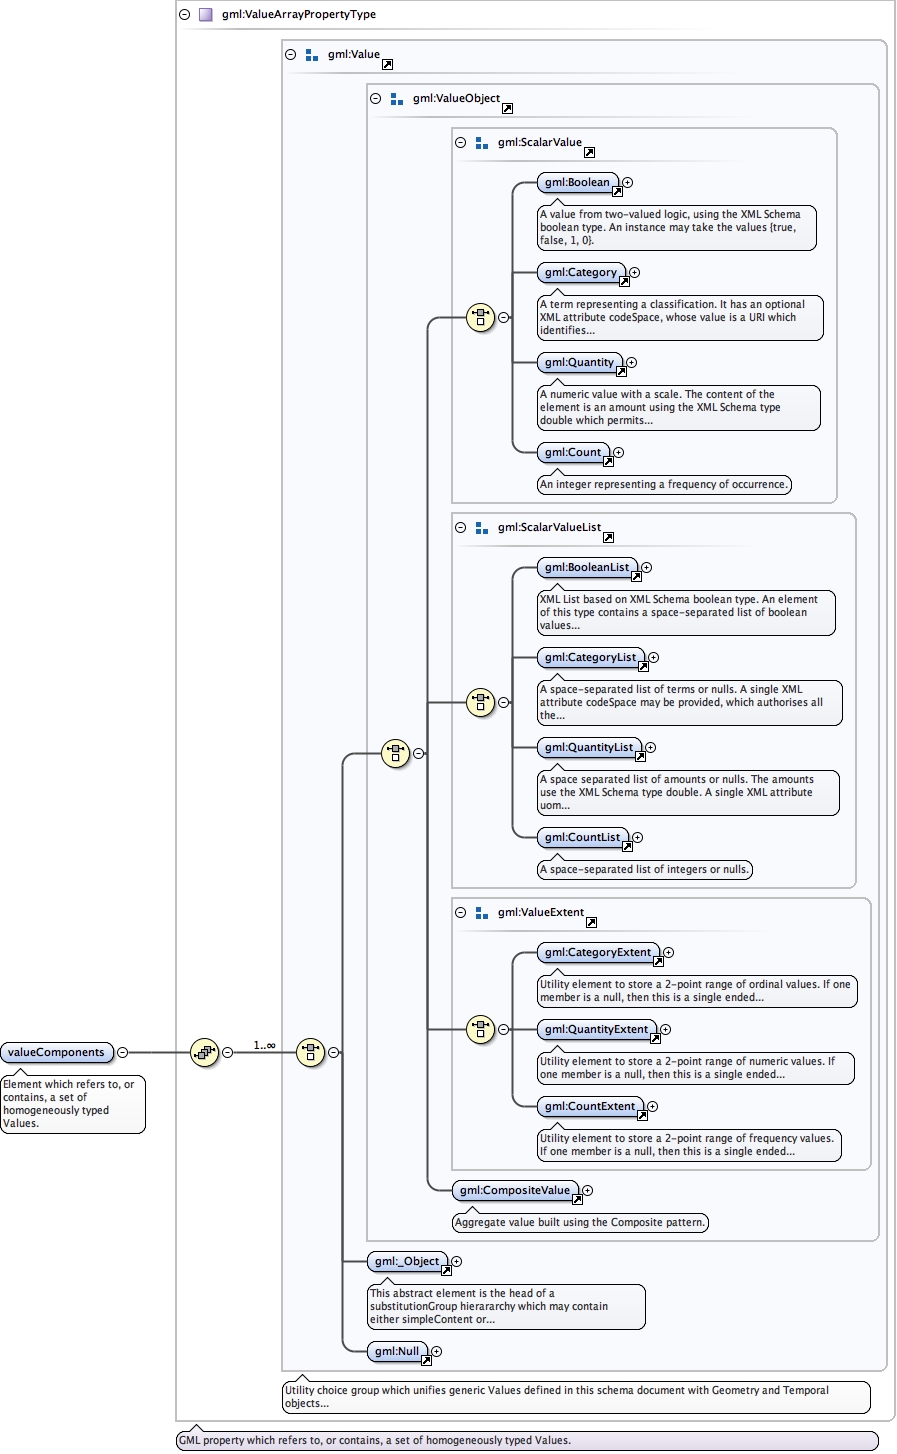 gml:ValueArrayPropertyType
gml:Value
gml:ValueObject
gml:ScalarValue
gml:Boolean
A value from two-valued logic, using the XML Schema
boolean type. An instance may take the values {true,
false, 1, 0}.
gml:Category
A term representing a classification. It has an optional
XML attribute codeSpace, whose value is a URI which
identifies...
gml:Quantity
A numeric value with a scale. The content of the
element is an amount using the XML Schema type
double which permits...
gml:Count
An integer representing a frequency of occurrence.
gml:ScalarValueList
gml:BooleanList
XML List based on XML Schema boolean type. An element
of this type contains a space-separated list of boolean
values...
gml:CategoryList
A space-separated list of terms or nulls. A single XML
attribute codeSpace may be provided, which authorises all
the...
gml:QuantityList
A space separated list of amounts or nulls. The amounts
use the XML Schema type double. A single XML attribute
uom...
gml:CountList
A space-separated list of integers or nulls.
gml:ValueExtent
gml:CategoryExtent
Utility element to store a 2-point range of ordinal values. If one
member is a null, then this is a single ended...
gml:QuantityExtent
Utility element to store a 2-point range of numeric values. If
one member is a null, then this is a single ended...
gml:CountExtent
Utility element to store a 2-point range of frequency values.
If one member is a null, then this is a single ended...
valueComponents
1..∞
Element which refers to, or
contains, a set of
homogeneously typed
Values.
gml:CompositeValue
Aggregate value built using the Composite pattern.
gml:_Object
This abstract element is the head of a
substitutionGroup hierararchy which may contain
either simpleContent or...
gml:Null
Utility choice group which unifies generic Values defined in this schema document with Geometry and Temporal
objects...
GML property which refers to, or contains, a set of homogeneously typed Values.